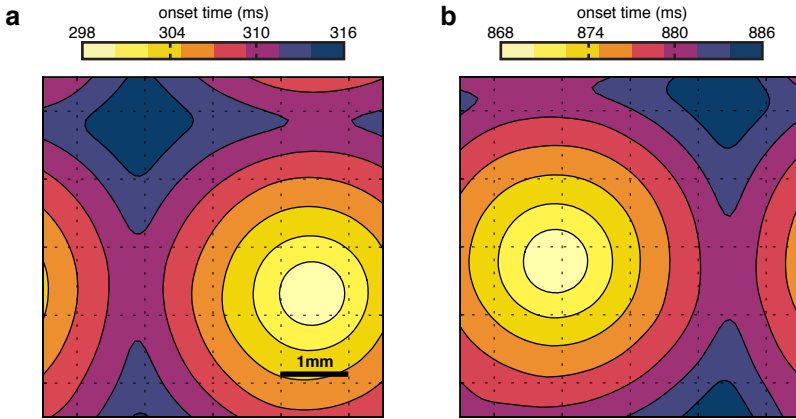 a
onset time (ms)
298 304 310 316
1mm
b
onset time (ms)
868 874 880 886